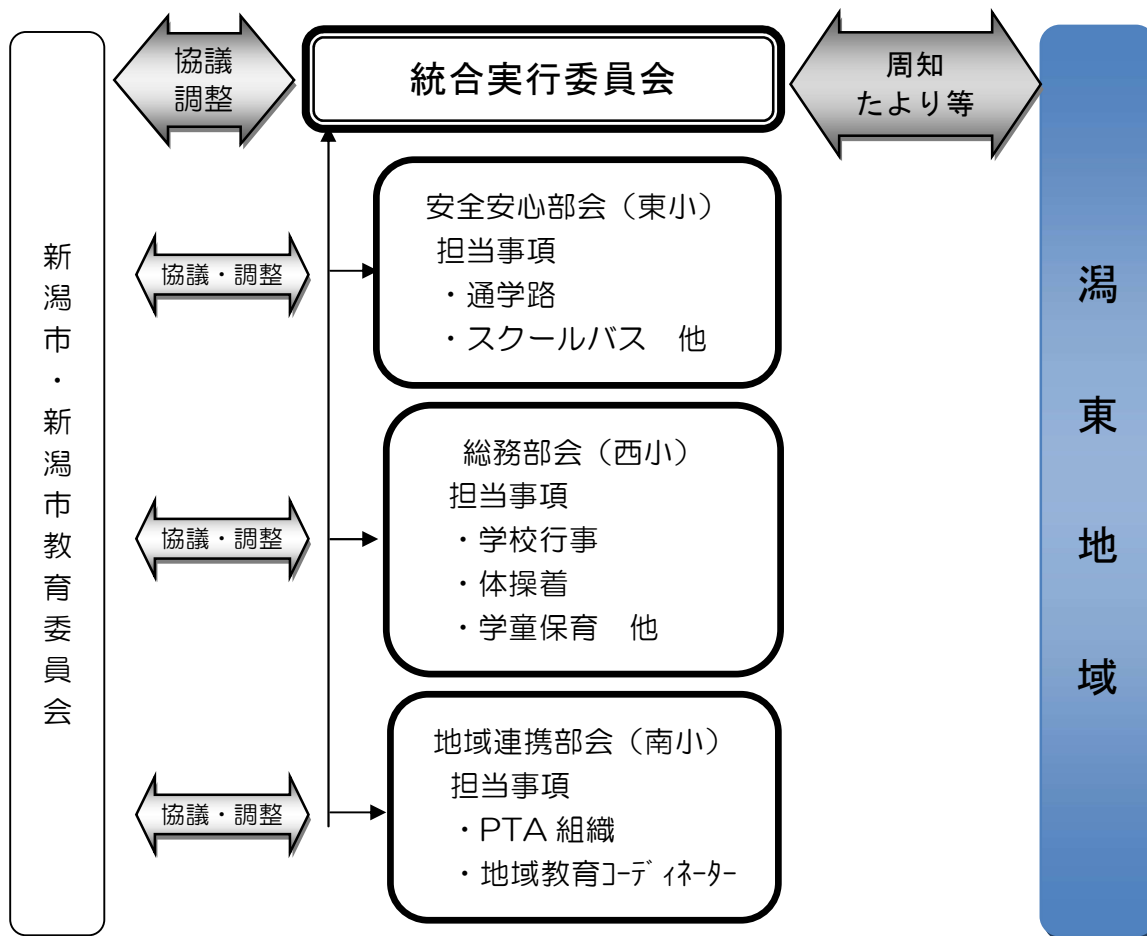 協議
調整
統合実行委員会
周知
たより等
新潟市・新潟市教育委員会
協議・調整
安全安心部会（東小）
担当事項
・通学路
・スクールバス　他
協議・調整
総務部会（西小）
担当事項
・学校行事
・体操着
・学童保育　他
協議・調整
地域連携部会（南小）
担当事項
・PTA 組織
・地域教育ｺｰﾃﾞｨﾈｰﾀｰ
潟東地域